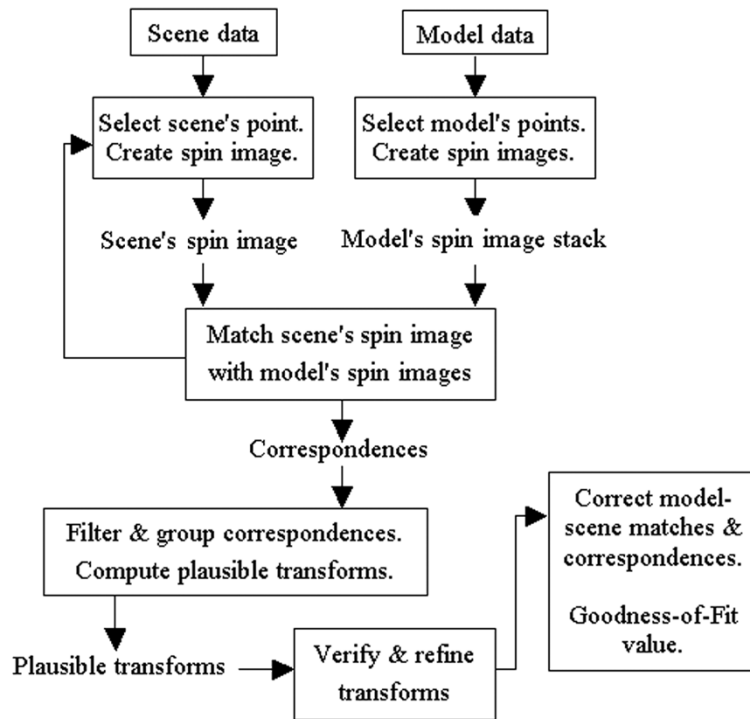 Scene data
Model data
Select scene's point.
Create spin image.
Select model's points.
Create spin images.
Scene's spin image
Model's spin image stack
Match scene's spin image
with model's spin images
Correspondences
Filter & group correspondences.
Compute plausible transforms.
Plausible transforms
Verify & refine
transforms
Correct model-
scene matches &
correspondences.
Goodness-of-Fit
value.